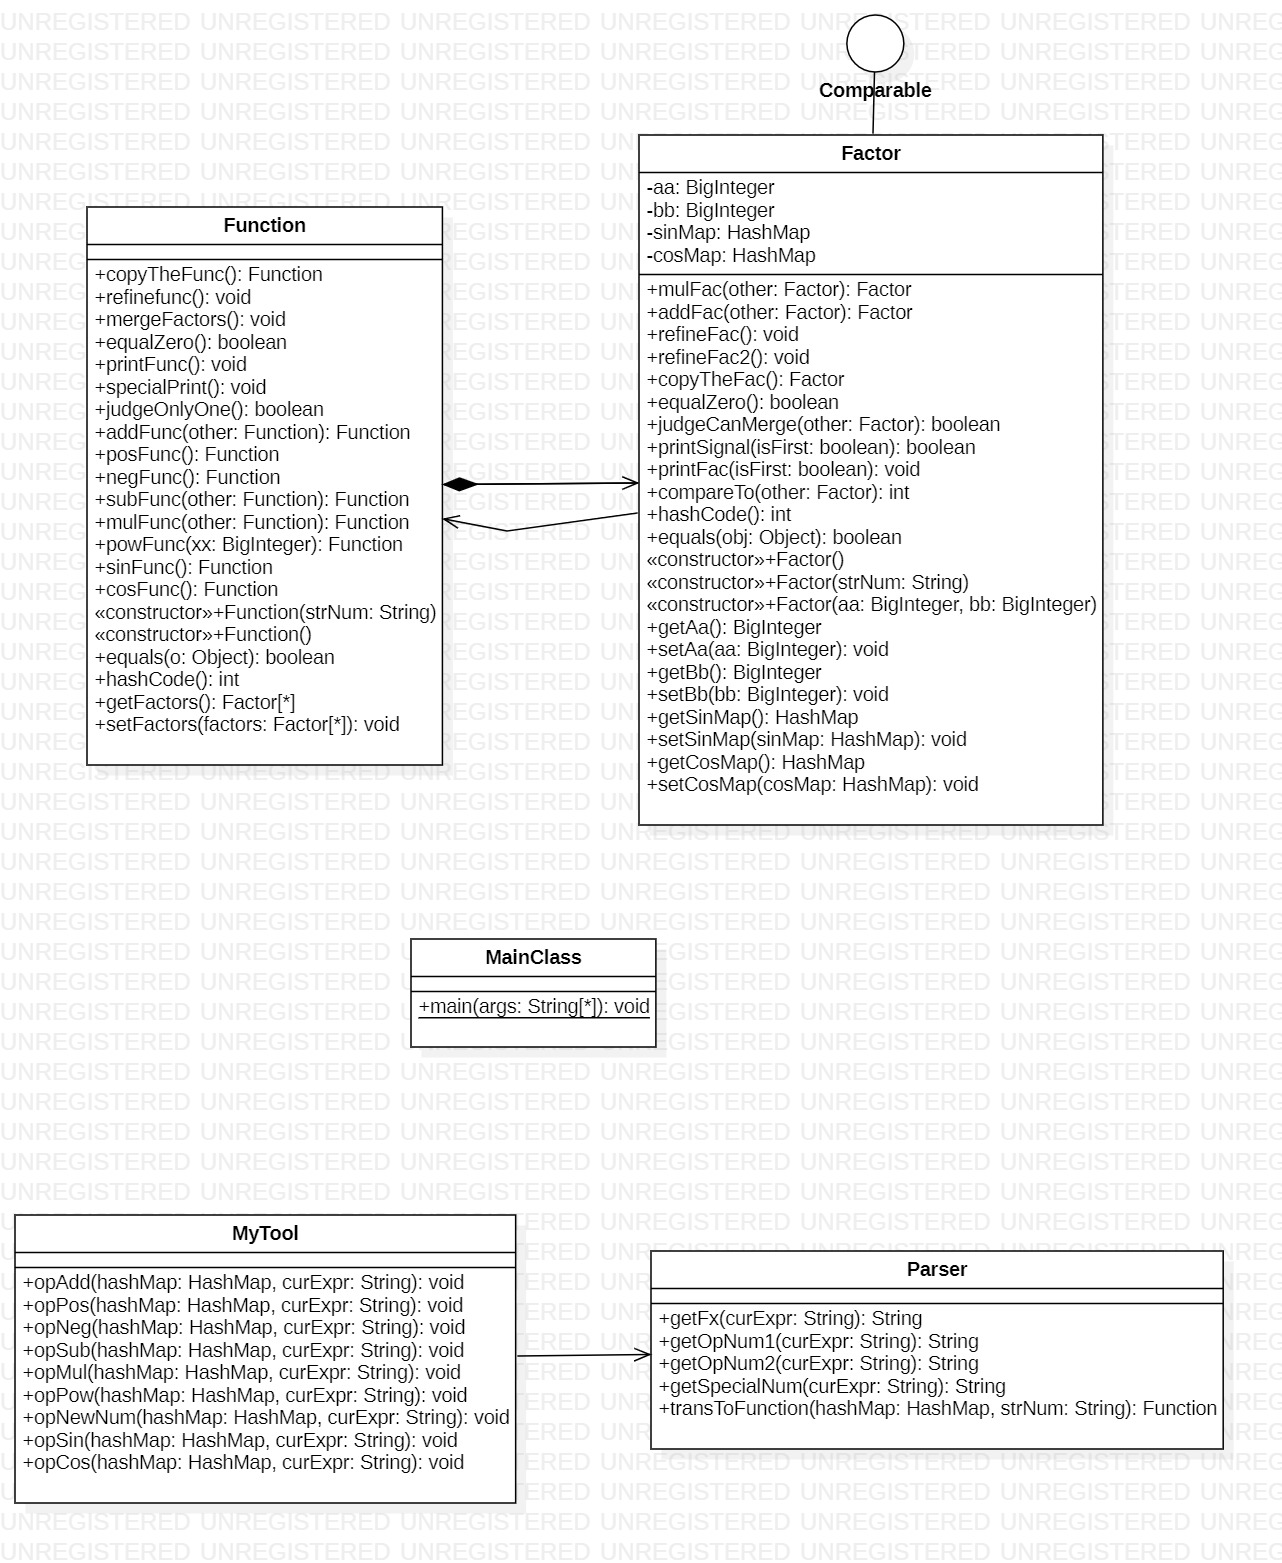 Comparable
Factor
-aa: BigInteger
-bb: BigInteger
-sinMap: HashMap
-cosMap: HashMap
+mulFac(other: Factor): Factor
+addFac(other: Factor): Factor
+refineFac(): void
+refineFac2(): void
+copyTheFac(): Factor
+equalZero(): boolean
+judgeCanMerge(other: Factor): boolean
+printSignal(isFirst: boolean): boolean
+printFac(isFirst: boolean): void
+compareTo(other: Factor): int
+hashCode(): int
+equals(obj: Object): boolean
«constructor»+Factor()
«constructor»+Factor(strNum: String)
«constructor»+Factor(aa: BigInteger, bb: BigInteger)
+getAa(): BigInteger
+setAa(aa: BigInteger): void
+getBb(): BigInteger
+setBb(bb: BigInteger): void
+getSinMap(): HashMap
+setSinMap(sinMap: HashMap): void
+getCosMap(): HashMap
+setCosMap(cosMap: HashMap): void
Function
+copyTheFunc(): Function
+refinefunc(): void
+mergeFactors(): void
+equalZero(): boolean
+printFunc(): void
+specialPrint(): void
+judgeOnlyOne(): boolean
+addFunc(other: Function): Function
+posFunc(): Function
+negFunc(): Function
+subFunc(other: Function): Function
+mulFunc(other: Function): Function
+powFunc(xx: BigInteger): Function
+sinFunc(): Function
+cosFunc(): Function
«constructor»+Function(strNum: String)
«constructor»+Function()
+equals(o: Object): boolean
+hashCode(): int
+getFactors(): Factor[*]
+setFactors(factors: Factor[*]): void
MainClass
+main(args: String[*]): void
MyTool
+opAdd(hashMap: HashMap, curExpr: String): void
+opPos(hashMap: HashMap, curExpr: String): void
+opNeg(hashMap: HashMap, curExpr: String): void
+opSub(hashMap: HashMap, curExpr: String): void
+opMul(hashMap: HashMap, curExpr: String): void
+opPow(hashMap: HashMap, curExpr: String): void
+opNewNum(hashMap: HashMap, curExpr: String): void
+opSin(hashMap: HashMap, curExpr: String): void
+opCos(hashMap: HashMap, curExpr: String): void
Parser
+getFx(curExpr: String): String
+getOpNum1(curExpr: String): String
+getOpNum2(curExpr: String): String
+getSpecialNum(curExpr: String): String
+transToFunction(hashMap: HashMap, strNum: String): Function
UNREGISTERED